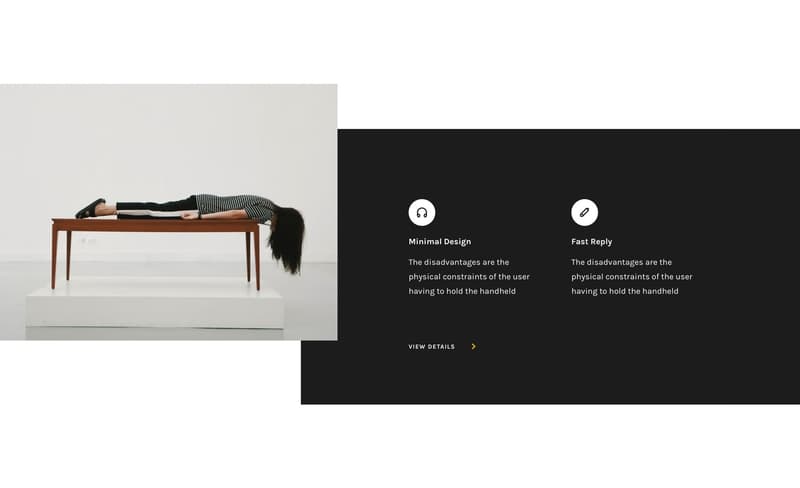 Minimal Design
The disadvantages are the
physical constraints of the user
having to hold the handheld
Fast Reply
The disadvantages are the
physical constraints of the user
having to hold the handheld
VIEW DETAILS